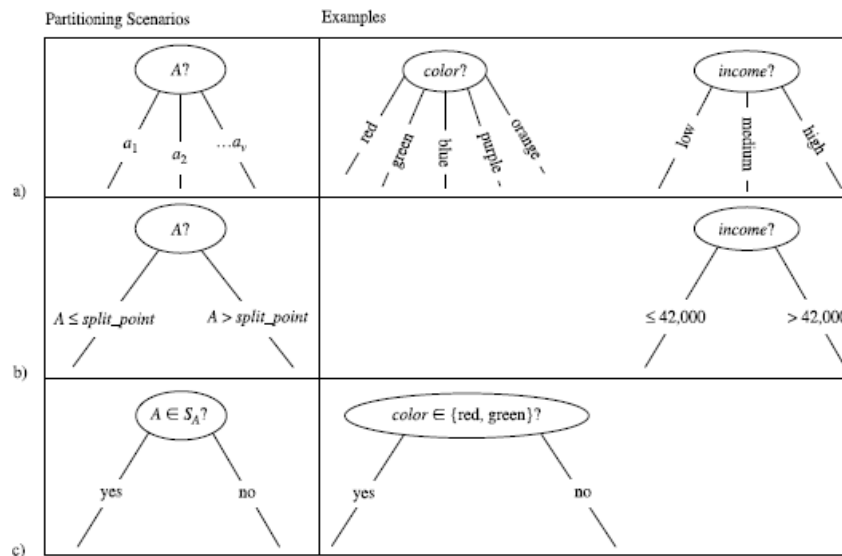 Partitioning Scenarios Examples
A? color? income?
a1 a2 ...av red green blue purple orange low medium high
a)
A? income?
A ≤ split_point A > split_point ≤ 42,000 > 42,000
b)
A ∈ SA? color ∈ {red, green}?
yes no yes no
c)